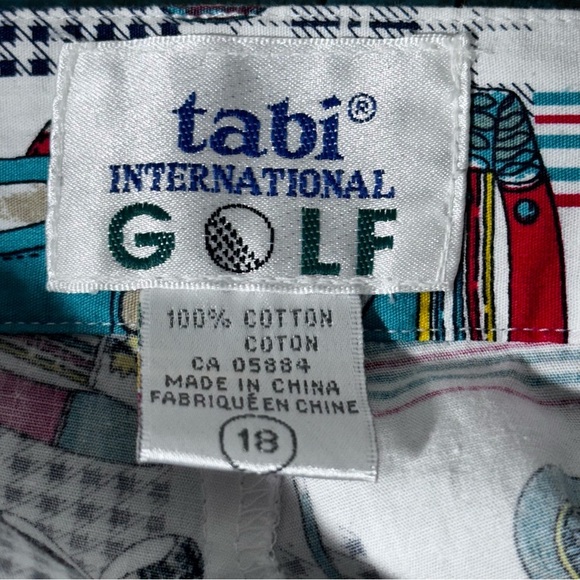 tabi®
INTERNATIONAL
GOLF
100% COTTON
COTON
CA 05884
MADE IN CHINA
FABRIQUÉ EN CHINE
18